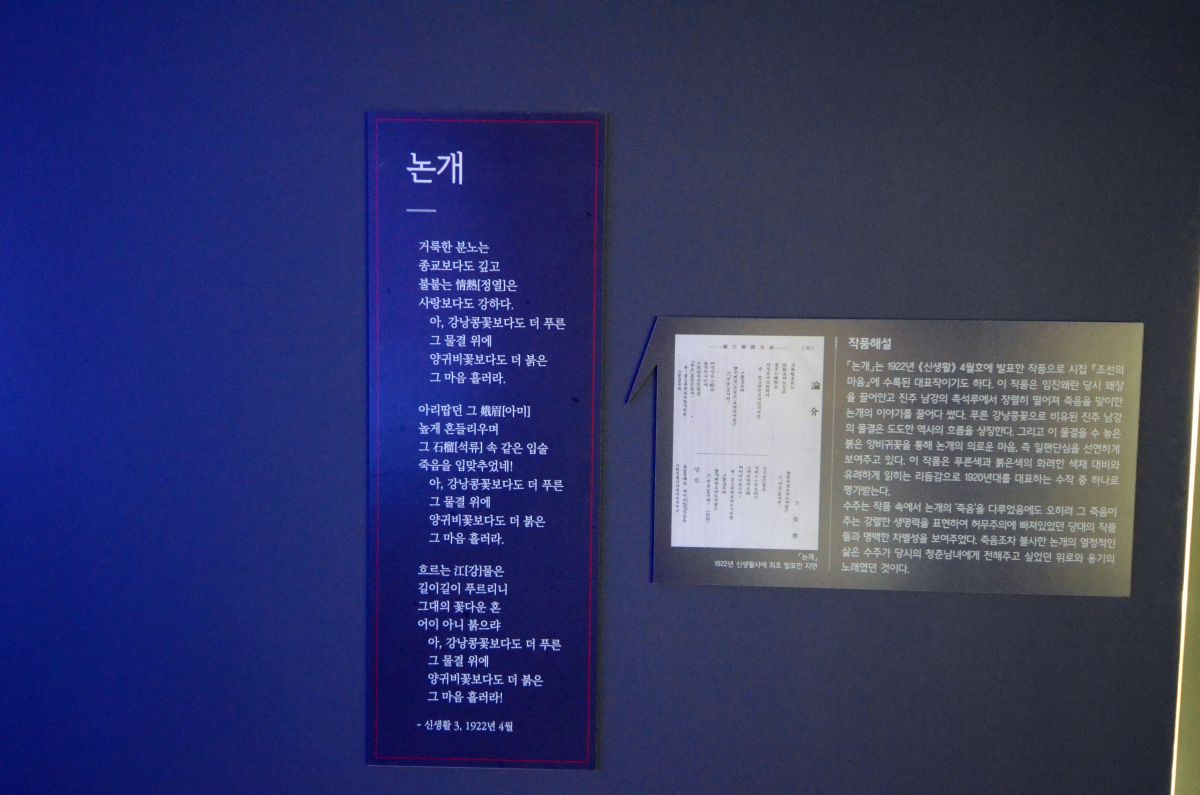 논개
거룩한 분노는
종교보다도 깊고
불붙는 情熱[정열]은
사랑보다도 강하다.
아, 강낭콩꽃보다도 더 푸른
그 물결 위에
양귀비꽃보다도 더 붉은
그 마음 흘러라.
아리땁던 그 娥眉[아미]
높게 흔들리우며
그 石榴[석류] 속 같은 입술
죽음을 입맞추었네!
아, 강낭콩꽃보다도 더 푸른
그 물결 위에
양귀비꽃보다도 더 붉은
그 마음 흘러라.
흐르는 江[강]물은
길이길이 푸르리니
그대의 꽃다운 혼
어이 아니 붉으랴
아, 강낭콩꽃보다도 더 푸른
그 물결 위에
양귀비꽃보다도 더 붉은
그 마음 흘러라!
- 신생활 3, 1922년 4월
論介
「논개」
1922년 신생활사에 최초 발표한 지면
작품해설
「논개」는 1922년 《신생활》 4월호에 발표한 작품으로 시집 『조선의
마음』에 수록된 대표작이기도 하다. 이 작품은 임진왜란 당시 왜장
을 끌어안고 진주 남강의 촉석루에서 장렬히 떨어져 죽음을 맞이한
논개의 이야기를 끌어다 썼다. 푸른 강낭콩꽃으로 비유된 진주 남강
의 물결은 도도한 역사의 흐름을 상징한다. 그리고 이 물결을 수 놓은
붉은 양비귀꽃을 통해 논개의 의로운 마음, 즉 일편단심을 선연하게
보여주고 있다. 이 작품은 푸른색과 붉은색의 화려한 색채 대비와
유려하게 읽히는 리듬감으로 1920년대를 대표하는 수작 중 하나로
평가받는다.
수주는 작품 속에서 논개의 '죽음'을 다루었음에도 오히려 그 죽음이
주는 강렬한 생명력을 표현하여 허무주의에 빠져있었던 당대의 작품
들과 명백한 차별성을 보여주었다. 죽음조차 불사한 논개의 열정적인
삶은 수주가 당시의 청춘남녀에게 전해주고 싶었던 위로와 용기의
노래였던 것이다.